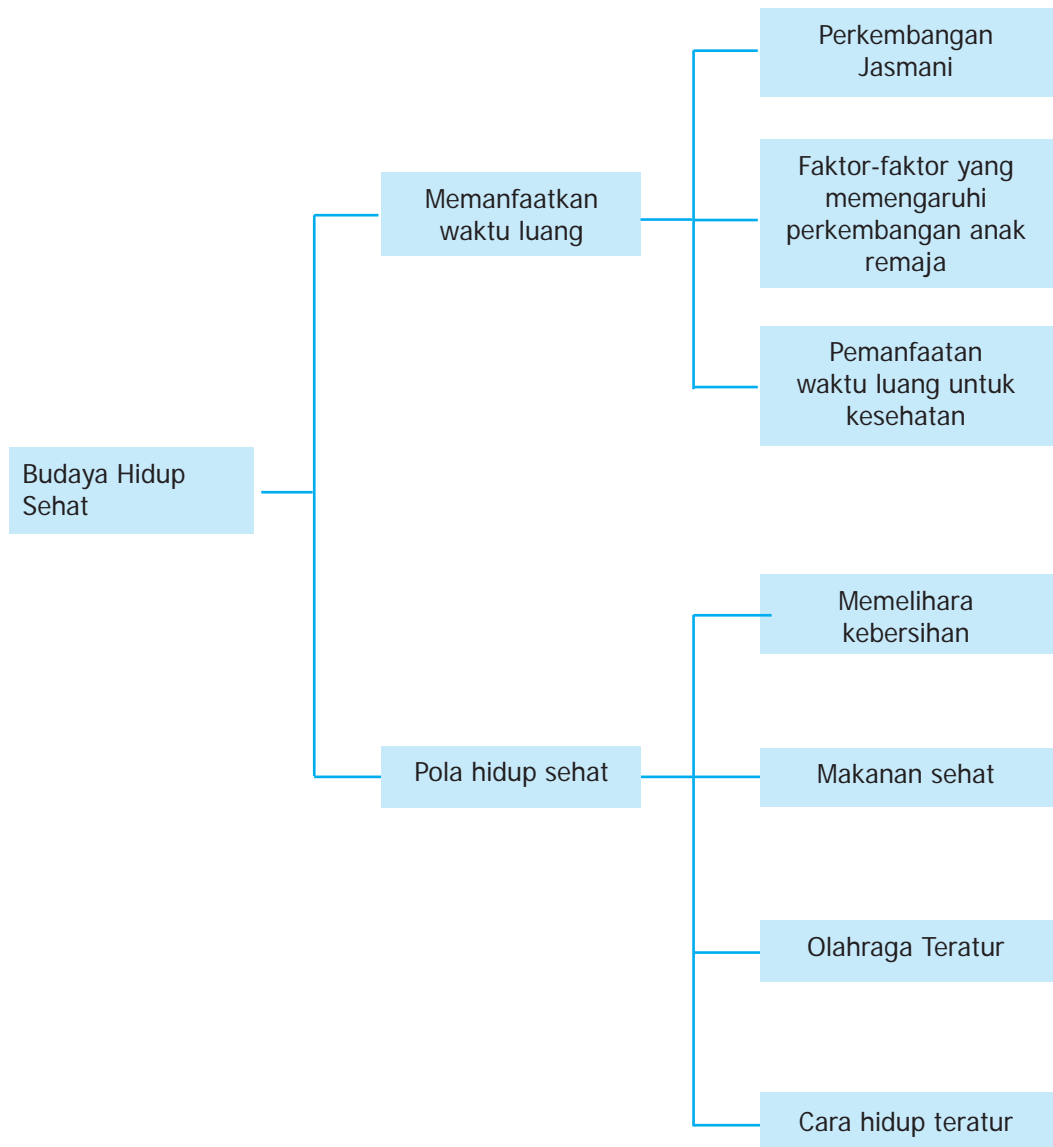 Budaya Hidup
Sehat
Memanfaatkan
waktu luang
Perkembangan
Jasmani
Faktor-faktor yang
memengaruhi
perkembangan anak
remaja
Pemanfaatan
waktu luang untuk
kesehatan
Pola hidup sehat
Memelihara
kebersihan
Makanan sehat
Olahraga Teratur
Cara hidup teratur